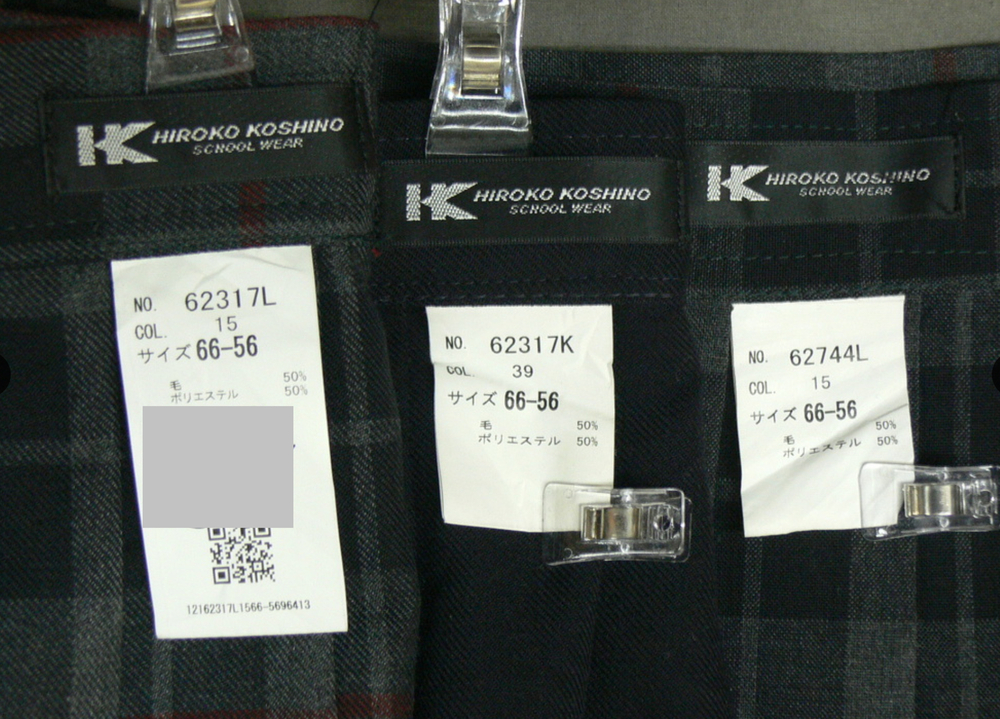 HK HIROKO KOSHINO
SCHOOL WEAR
NO. 62317L
COL. 15
サイズ 66-56
毛 50%
ポリエステル 50%
12162317L1566-5696413
HK HIROKO KOSHINO
SCHOOL WEAR
NO. 62317K
COL. 39
サイズ 66-56
毛 50%
ポリエステル 50%
HK HIROKO KOSHINO
SCHOOL WEAR
NO. 62744L
COL. 15
サイズ 66-56
毛 50%
ポリエステル 50%